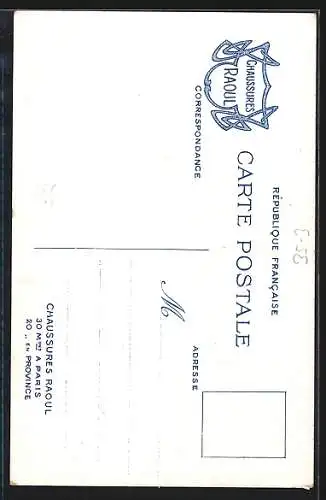 RÉPUBLIQUE FRANÇAISE
CARTE POSTALE
CHAUSSURES
RAOUL
CORRESPONDANCE
ADRESSE
M
CHAUSSURES RAOUL
30 MONS A PARIS
20 „ EN PROVINCE